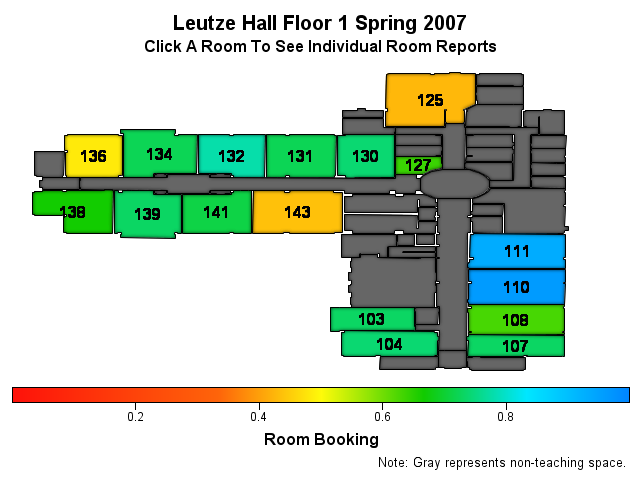 Leutze Hall Floor 1 Spring 2007
Click A Room To See Individual Room Reports
125
136 134 132 131 130 127
138 139 141 143
111
110
103 108
104 107
0.2 0.4 0.6 0.8
Room Booking
Note: Gray represents non-teaching space.